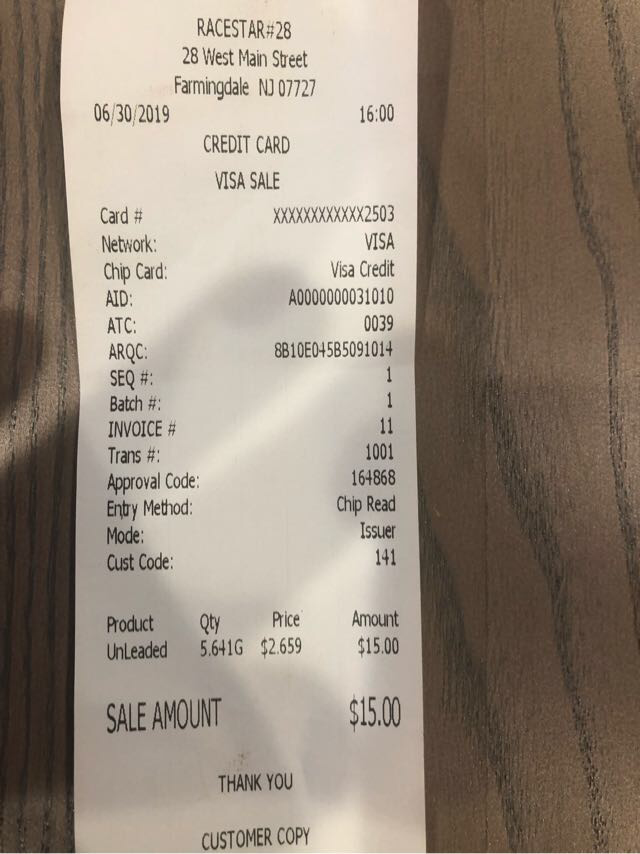 RACESTAR#28
28 West Main Street
Farmingdale NJ 07727
06/30/2019 16:00
CREDIT CARD
VISA SALE
Card # XXXXXXXXXXXX2503
Network: VISA
Chip Card: Visa Credit
AID: A0000000031010
ATC: 0039
ARQC: 8B10E045B5091014
SEQ #: 1
Batch #: 1
INVOICE # 11
Trans #: 1001
Approval Code: 164868
Entry Method: Chip Read
Mode: Issuer
Cust Code: 141
Product Qty Price Amount
UnLeaded 5.641G $2.659 $15.00
SALE AMOUNT $15.00
THANK YOU
CUSTOMER COPY